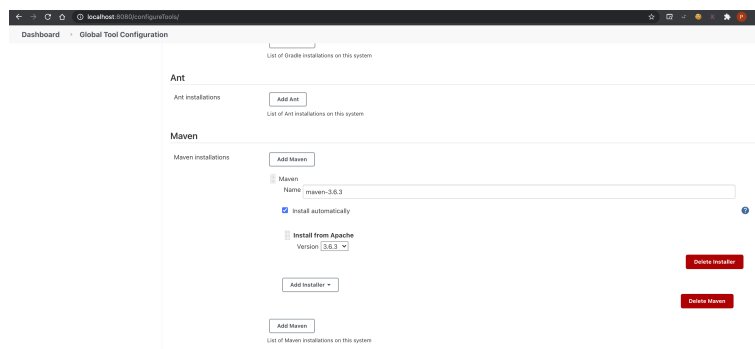 localhost:8080/configureTools/
Dashboard
Global Tool Configuration
List of Gradle installations on this system
Ant
Ant installations
Add Ant
List of Ant installations on this system
Maven
Maven installations
Add Maven
Maven
Name maven-3.6.3
Install automatically
Install from Apache
Version 3.6.3
Delete Installer
Add Installer
Delete Maven
Add Maven
List of Maven installations on this system